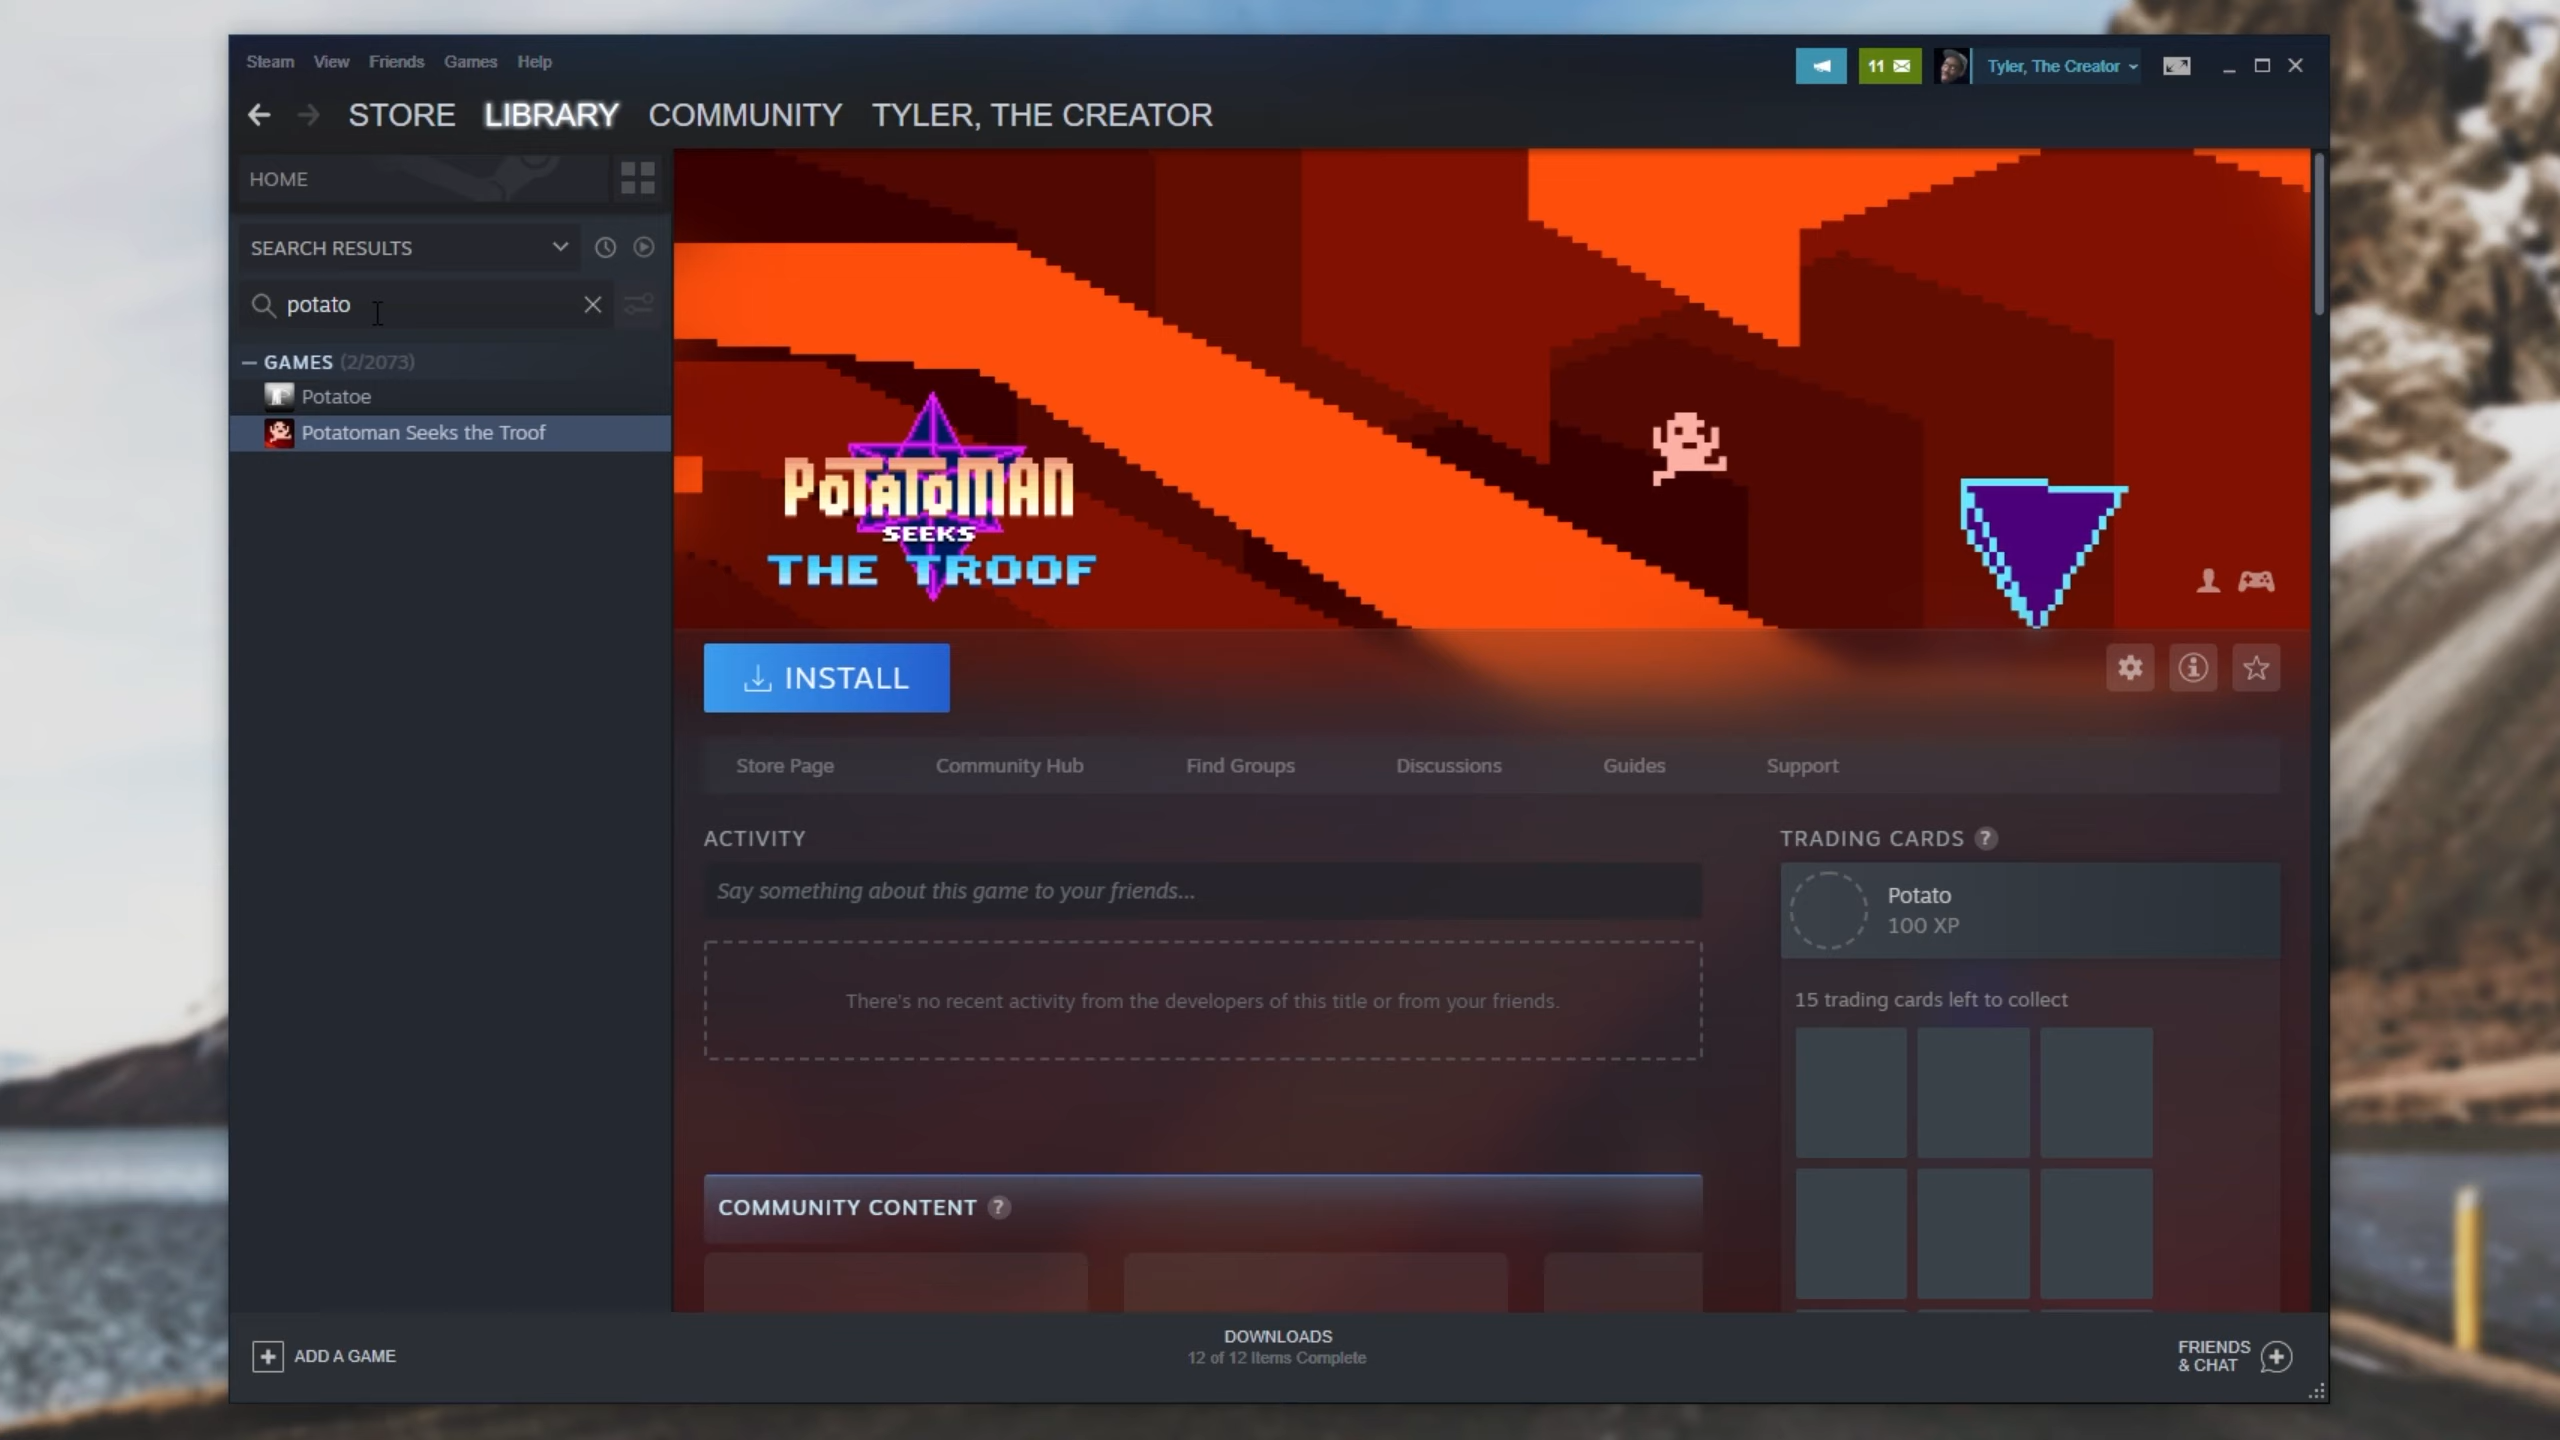 Steam View Friends Games Help
11
Tyler, The Creator
STORE LIBRARY COMMUNITY TYLER, THE CREATOR
HOME
SEARCH RESULTS
potato
GAMES (2/2073)
Potatoe
Potatoman Seeks the Troof
POTATOMAN
SEEKS
THE TROOF
INSTALL
Store Page Community Hub Find Groups Discussions Guides Support
ACTIVITY
Say something about this game to your friends...
There's no recent activity from the developers of this title or from your friends.
TRADING CARDS ?
Potato
100 XP
15 trading cards left to collect
COMMUNITY CONTENT ?
ADD A GAME
DOWNLOADS
12 of 12 Items Complete
FRIENDS
& CHAT